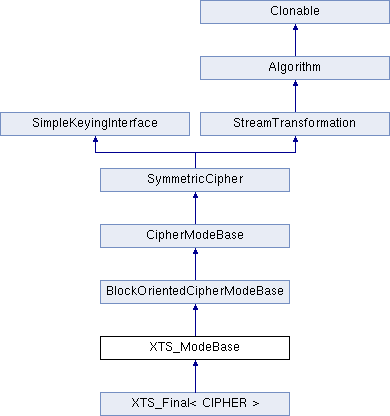 Clonable
Algorithm
SimpleKeyingInterface
StreamTransformation
SymmetricCipher
CipherModeBase
BlockOrientedCipherModeBase
XTS_ModeBase
XTS_Final< CIPHER >